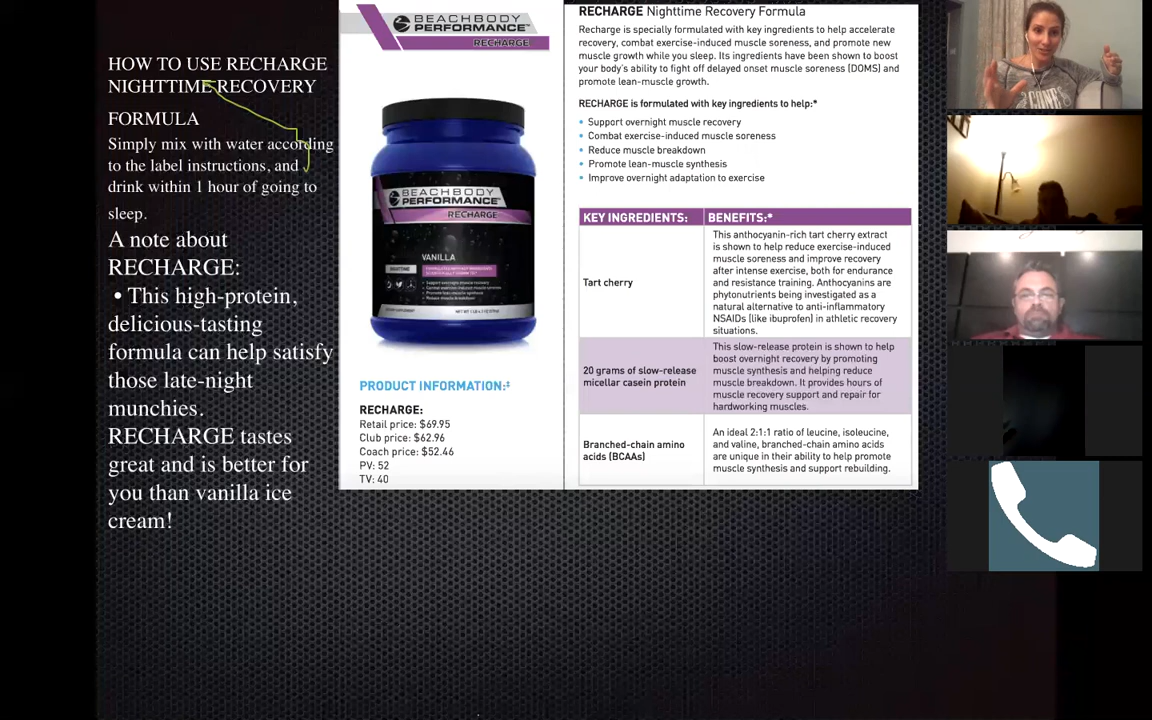 HOW TO USE RECHARGE
NIGHTTIME RECOVERY
FORMULA
Simply mix with water according
to the label instructions, and
drink within 1 hour of going to
sleep.
A note about
RECHARGE:
• This high-protein,
delicious-tasting
formula can help satisfy
those late-night
munchies.
RECHARGE tastes
great and is better for
you than vanilla ice
cream!
BEACHBODY
PERFORMANCE
RECHARGE
BEACHBODY
PERFORMANCE
RECHARGE
VANILLA
PRODUCT INFORMATION:‡
RECHARGE:
Retail price: $69.95
Club price: $62.96
Coach price: $52.46
PV: 52
TV: 40
RECHARGE Nighttime Recovery Formula
Recharge is specially formulated with key ingredients to help accelerate
recovery, combat exercise-induced muscle soreness, and promote new
muscle growth while you sleep. Its ingredients have been shown to boost
your body's ability to fight off delayed onset muscle soreness (DOMS) and
promote lean-muscle growth.
RECHARGE is formulated with key ingredients to help:*
• Support overnight muscle recovery
• Combat exercise-induced muscle soreness
• Reduce muscle breakdown
• Promote lean-muscle synthesis
• Improve overnight adaptation to exercise
KEY INGREDIENTS: BENEFITS:*
Tart cherry
This anthocyanin-rich tart cherry extract
is shown to help reduce exercise-induced
muscle soreness and improve recovery
after intense exercise, both for endurance
and resistance training. Anthocyanins are
phytonutrients being investigated as a
natural alternative to anti-inflammatory
NSAIDs (like ibuprofen) in athletic recovery
situations.
20 grams of slow-release
micellar casein protein
This slow-release protein is shown to help
boost overnight recovery by promoting
muscle synthesis and helping reduce
muscle breakdown. It provides hours of
muscle recovery support and repair for
hardworking muscles.
Branched-chain amino
acids (BCAAs)
An ideal 2:1:1 ratio of leucine, isoleucine,
and valine, branched-chain amino acids
are unique in their ability to help promote
muscle synthesis and support rebuilding.